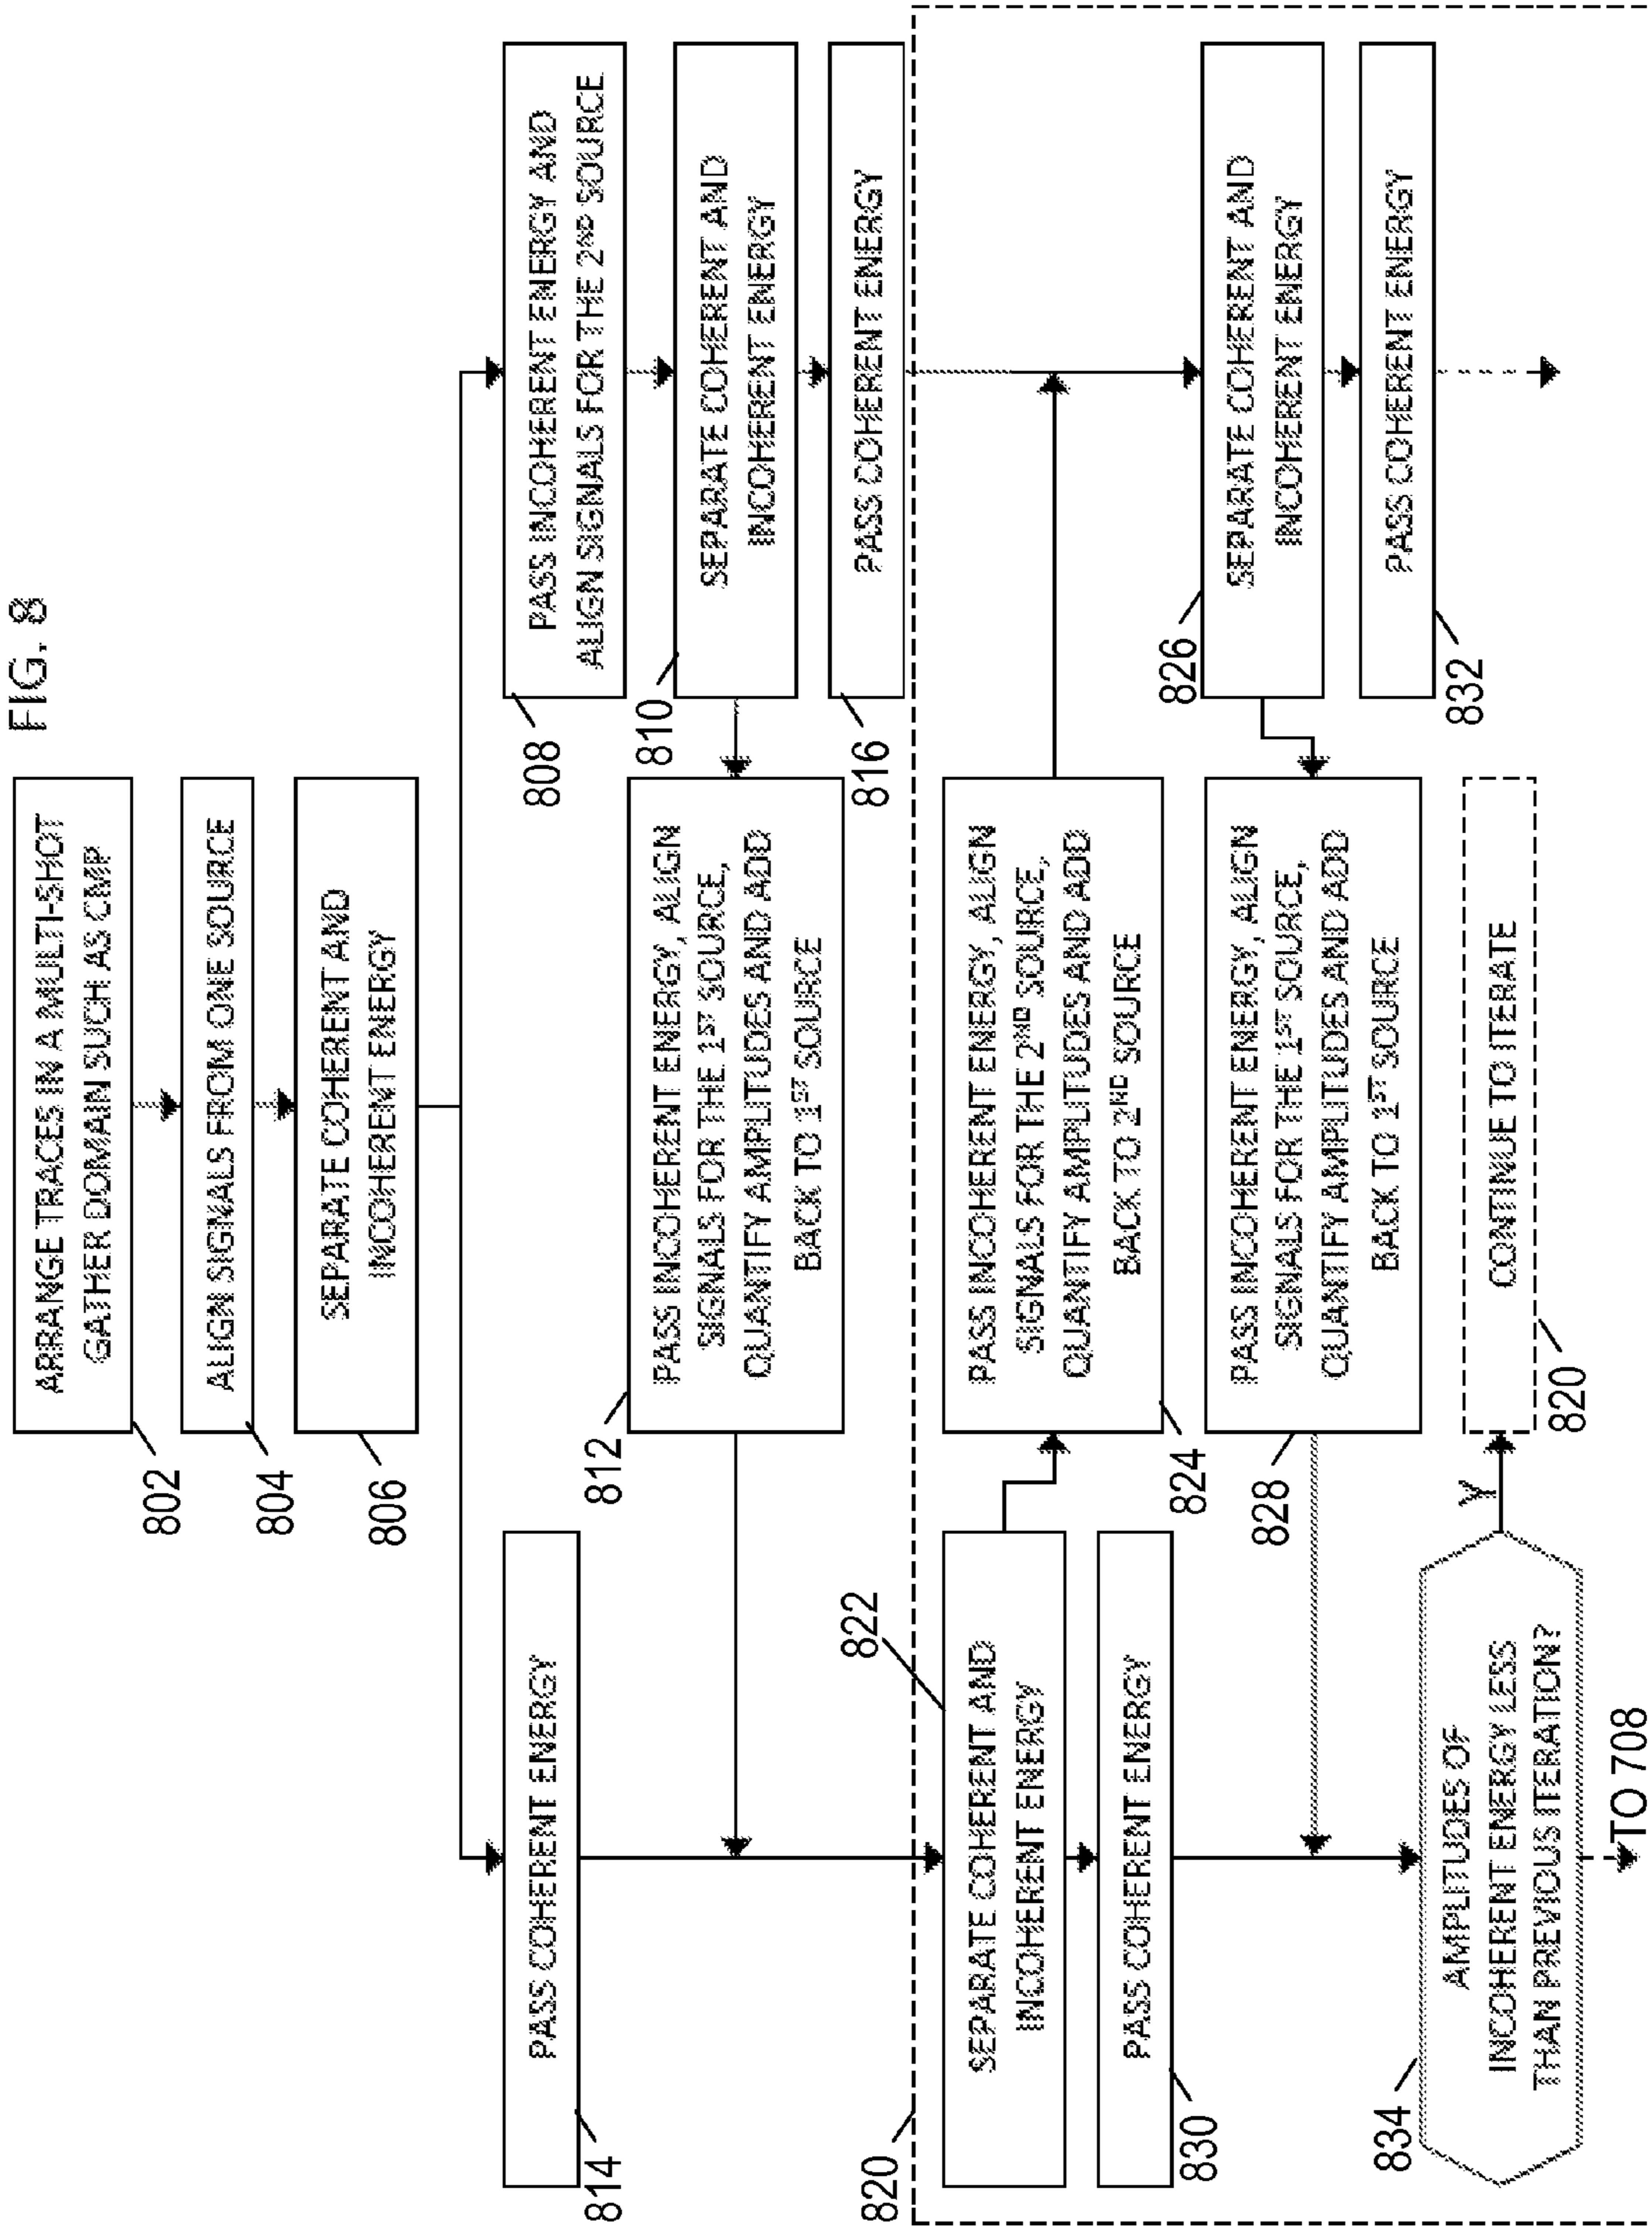 FIG. 8
ARRANGE TRACES IN A MULTI-SHOT
GATHER DOMAIN SUCH AS CMP
802
ALIGN SIGNALS FROM ONE SOURCE
804
SEPARATE COHERENT AND
INCOHERENT ENERGY
806
PASS COHERENT ENERGY
814
PASS INCOHERENT ENERGY AND
ALIGN SIGNALS FOR THE 2ND SOURCE
808
SEPARATE COHERENT AND
INCOHERENT ENERGY
810
PASS INCOHERENT ENERGY, ALIGN
SIGNALS FOR THE 1ST SOURCE,
QUANTIFY AMPLITUDES AND ADD
BACK TO 1ST SOURCE
812
PASS COHERENT ENERGY
816
820
822
SEPARATE COHERENT AND
INCOHERENT ENERGY
PASS INCOHERENT ENERGY, ALIGN
SIGNALS FOR THE 2ND SOURCE,
QUANTIFY AMPLITUDES AND ADD
BACK TO 2ND SOURCE
824
SEPARATE COHERENT AND
INCOHERENT ENERGY
826
PASS COHERENT ENERGY
830
PASS INCOHERENT ENERGY, ALIGN
SIGNALS FOR THE 1ST SOURCE,
QUANTIFY AMPLITUDES AND ADD
BACK TO 1ST SOURCE
828
PASS COHERENT ENERGY
832
AMPLITUDES OF
INCOHERENT ENERGY LESS
THAN PREVIOUS ITERATION?
834
Y
CONTINUE TO ITERATE
820
TO 708